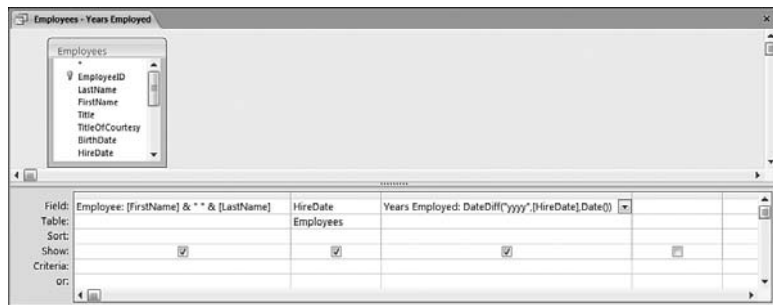 Employees - Years Employed
Employees
*
EmployeeID
LastName
FirstName
Title
TitleOfCourtesy
BirthDate
HireDate
Field: Employee: [FirstName] & " " & [LastName] HireDate Years Employed: DateDiff("yyyy",[HireDate],Date())
Table: Employees
Sort:
Show:
Criteria:
or: